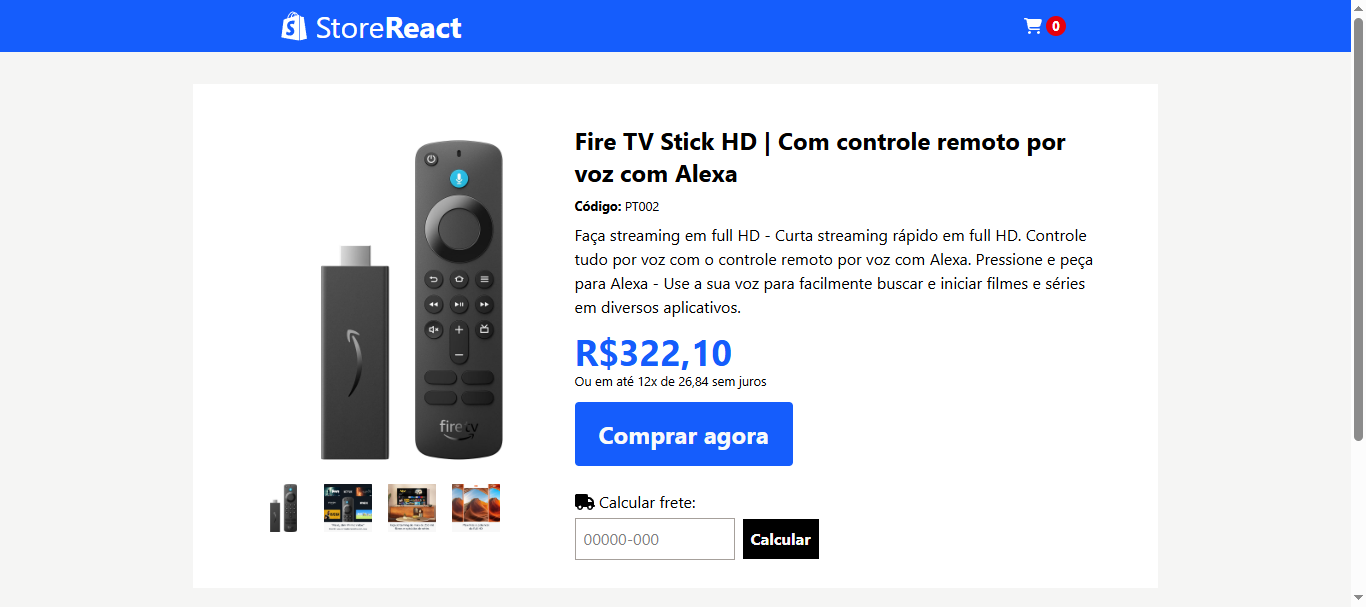 StoreReact
0
Fire TV Stick HD | Com controle remoto por
voz com Alexa
Código: PT002
Faça streaming em full HD - Curta streaming rápido em full HD. Controle
tudo por voz com o controle remoto por voz com Alexa. Pressione e peça
para Alexa - Use a sua voz para facilmente buscar e iniciar filmes e séries
em diversos aplicativos.
R$322,10
Ou em até 12x de 26,84 sem juros
Comprar agora
Calcular frete:
00000-000
Calcular
fire tv